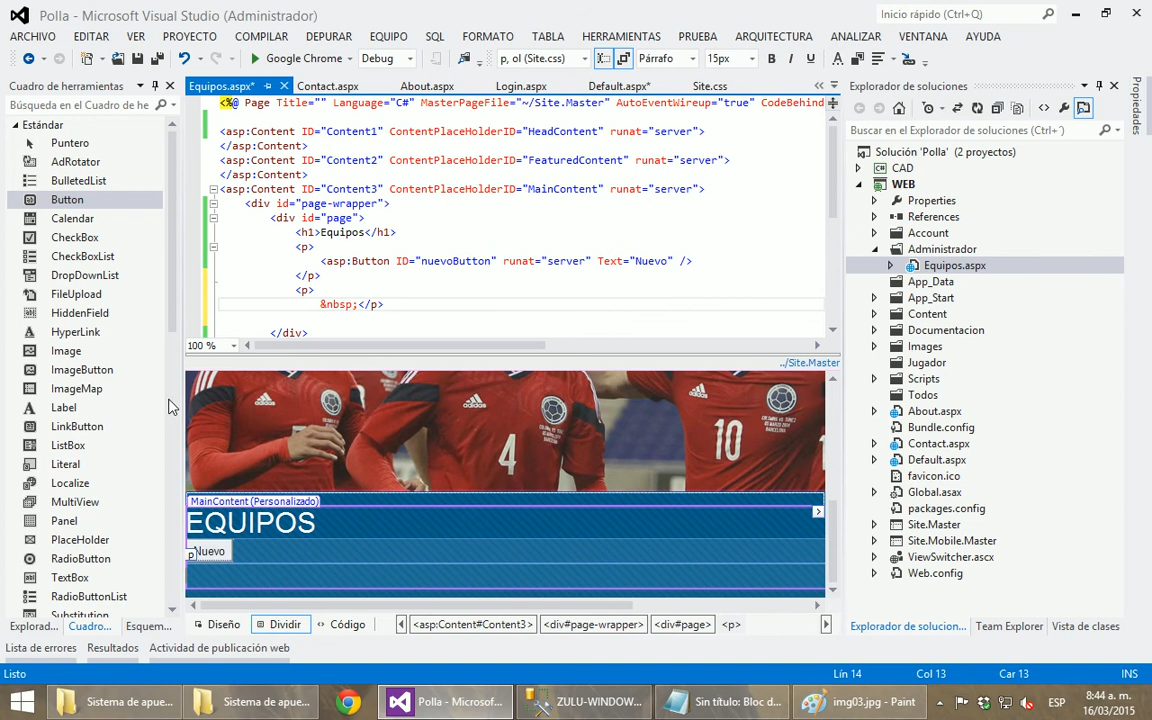 Polla - Microsoft Visual Studio (Administrador)
Inicio rápido (Ctrl+Q)
ARCHIVO EDITAR VER PROYECTO COMPILAR DEPURAR EQUIPO SQL FORMATO TABLA HERRAMIENTAS PRUEBA ARQUITECTURA ANALIZAR VENTANA AYUDA
Google Chrome Debug p, ol (Site.css) Párrafo 15px B I U A
Cuadro de herramientas
Búsqueda en el Cuadro de he
Estándar
Puntero
AdRotator
BulletedList
Button
Calendar
CheckBox
CheckBoxList
DropDownList
FileUpload
HiddenField
HyperLink
Image
ImageButton
ImageMap
Label
LinkButton
ListBox
Literal
Localize
MultiView
Panel
PlaceHolder
RadioButton
TextBox
RadioButtonList
Substitution
Explorad... Cuadro... Esquem...
Equipos.aspx* Contact.aspx About.aspx Login.aspx Default.aspx* Site.css
<%@ Page Title="" Language="C#" MasterPageFile="~/Site.Master" AutoEventWireup="true" CodeBehind
<asp:Content ID="Content1" ContentPlaceHolderID="HeadContent" runat="server">
</asp:Content>
<asp:Content ID="Content2" ContentPlaceHolderID="FeaturedContent" runat="server">
</asp:Content>
<asp:Content ID="Content3" ContentPlaceHolderID="MainContent" runat="server">
<div id="page-wrapper">
<div id="page">
<h1>Equipos</h1>
<p>
<asp:Button ID="nuevoButton" runat="server" Text="Nuevo" />
</p>
<p>
&nbsp;</p>
</div>
100 %
../Site.Master
4
10
MainContent (Personalizado)
EQUIPOS
p
Nuevo
Diseño Dividir Código <asp:Content#Content3> <div#page-wrapper> <div#page> <p>
Explorador de soluciones
Buscar en el Explorador de soluciones (Ctrl+´)
Solución 'Polla' (2 proyectos)
CAD
WEB
Properties
References
Account
Administrador
Equipos.aspx
App_Data
App_Start
Content
Documentacion
Images
Jugador
Scripts
Todos
About.aspx
Bundle.config
Contact.aspx
Default.aspx
favicon.ico
Global.asax
packages.config
Site.Master
Site.Mobile.Master
ViewSwitcher.ascx
Web.config
Explorador de solucion... Team Explorer Vista de clases
Propiedades
Lista de errores Resultados Actividad de publicación web
Listo Lín 14 Col 13 Car 13 INS
Sistema de apue... Sistema de apue... Polla - Microsoft... ZULU-WINDOW... Sin título: Bloc d... img03.jpg - Paint ESP
8:44 a. m.
16/03/2015